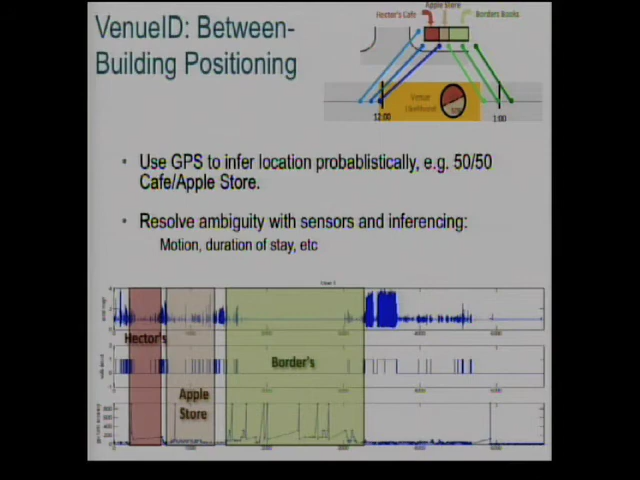 VenueID: Between-
Building Positioning
Hector's Cafe
Apple Store
Borders Books
Venue
Likelihood
50%
12:00
1:00
• Use GPS to infer location probablistically, e.g. 50/50
Cafe/Apple Store.
• Resolve ambiguity with sensors and inferencing:
Motion, duration of stay, etc
Hector's
Border's
Apple
Store